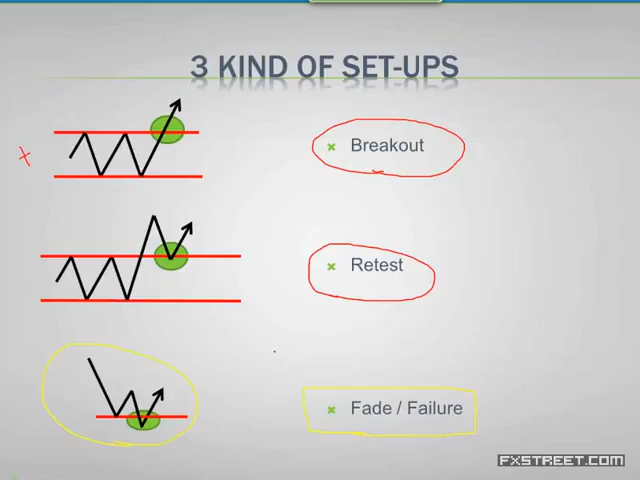 3 KIND OF SET-UPS
Breakout
Retest
Fade / Failure
FXSTREET.COM